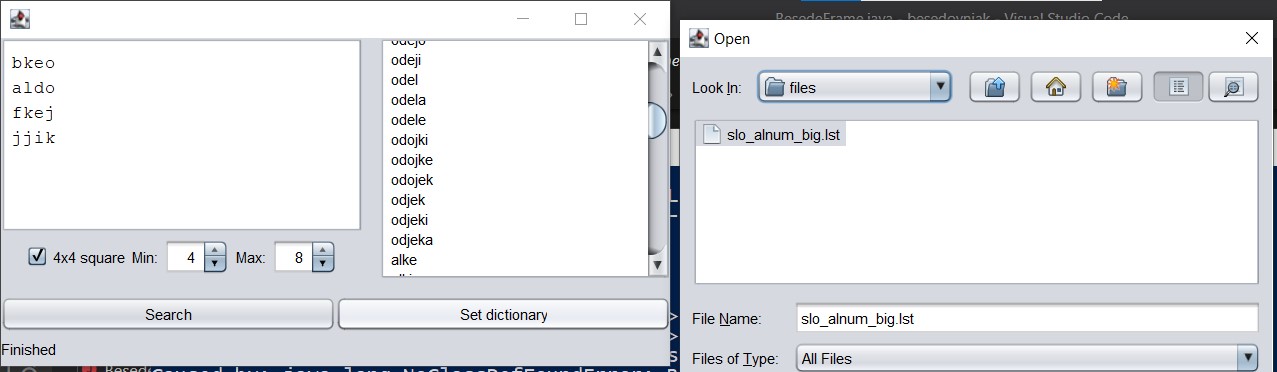 BesedeFrame.java - besedovnjak - Visual Studio Code
bkeo
aldo
fkej
jjik
odejo
odeji
odel
odela
odele
odojki
odojke
odojek
odjek
odjeki
odjeka
alke
4x4 square Min: 4 Max: 8
Search Set dictionary
Finished
Open
Look In: files
slo_alnum_big.lst
File Name: slo_alnum_big.lst
Files of Type: All Files
Caused by: java.lang.NoClassDefFoundError: